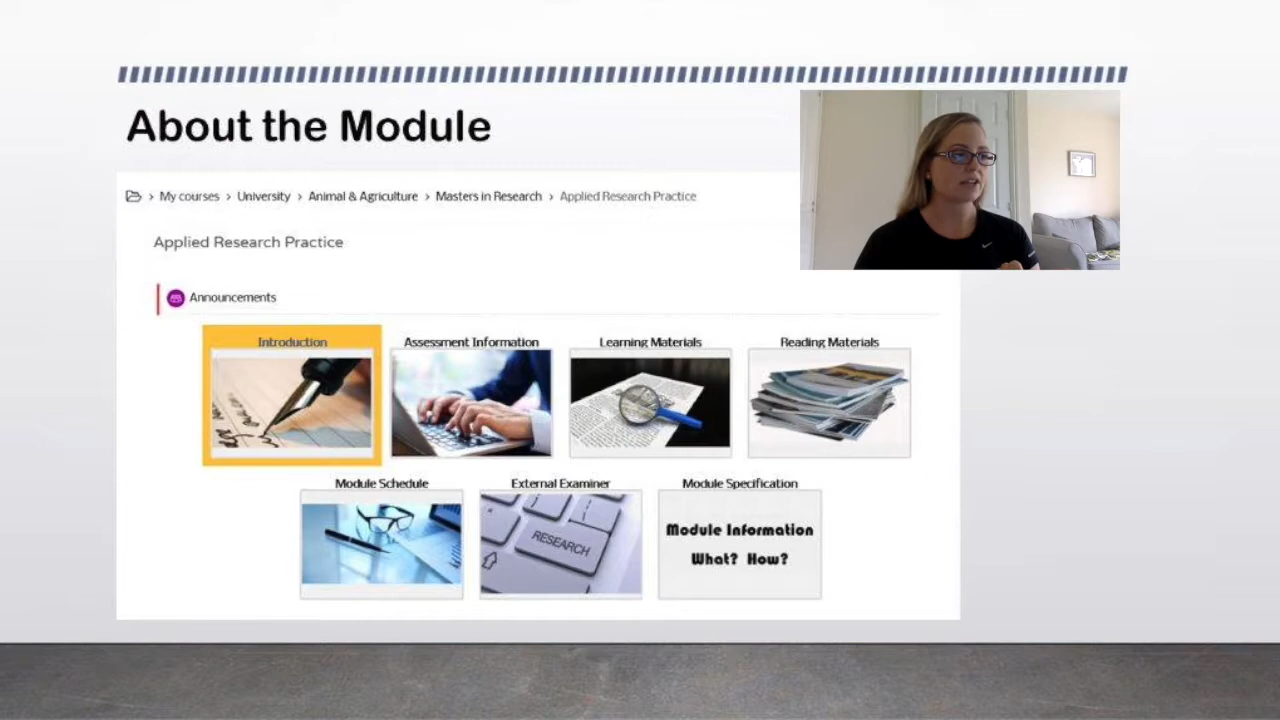 About the Module
> My courses > University > Animal & Agriculture > Masters in Research > Applied Research Practice
Applied Research Practice
Announcements
Introduction Assessment Information Learning Materials Reading Materials
Module Schedule External Examiner Module Specification
RESEARCH
Module Information
What? How?